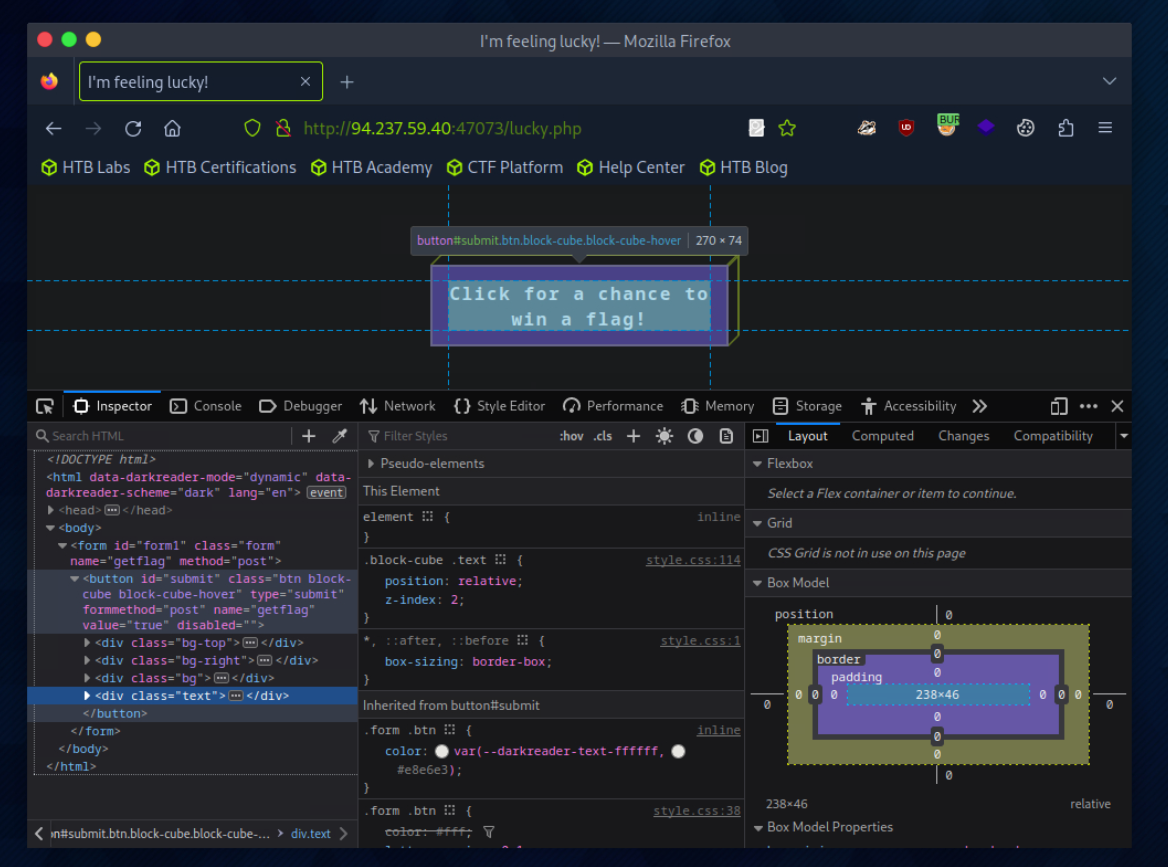 I'm feeling lucky! — Mozilla Firefox
I'm feeling lucky!
http://94.237.59.40:47073/lucky.php
UD
BUR
HTB Labs HTB Certifications HTB Academy CTF Platform Help Center HTB Blog
button#submit.btn.block-cube.block-cube-hover 270 × 74
Click for a chance to
win a flag!
Inspector Console Debugger Network Style Editor Performance Memory Storage Accessibility
Search HTML
<!DOCTYPE html>
<html data-darkreader-mode="dynamic" data-
darkreader-scheme="dark" lang="en"> event
<head> </head>
<body>
<form id="form1" class="form"
name="getflag" method="post">
<button id="submit" class="btn block-
cube block-cube-hover" type="submit"
formmethod="post" name="getflag"
value="true" disabled="">
<div class="bg-top"> </div>
<div class="bg-right"> </div>
<div class="bg"> </div>
<div class="text"> </div>
</button>
</form>
</body>
</html>
n#submit.btn.block-cube.block-cube-... > div.text
Filter Styles :hov .cls
Pseudo-elements
This Element
element { inline
}
.block-cube .text { style.css:114
position: relative;
z-index: 2;
}
*, ::after, ::before { style.css:1
box-sizing: border-box;
}
Inherited from button#submit
.form .btn { inline
color: var(--darkreader-text-ffffff,
#e8e6e3);
}
.form .btn { style.css:38
color: #fff;
Layout Computed Changes Compatibility
Flexbox
Select a Flex container or item to continue.
Grid
CSS Grid is not in use on this page
Box Model
position 0
margin 0
border 0
padding 0
0 0 0 0 238×46 0 0 0 0
0
0
0
0
238×46 relative
Box Model Properties